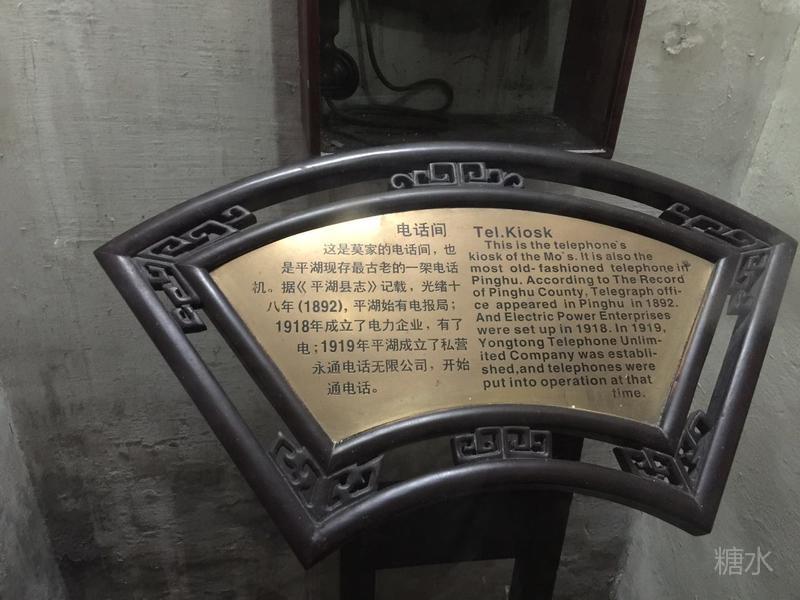 电话间
这是莫家的电话间，也
是平湖现存最古老的一架电话
机。据《平湖县志》记载，光绪十
八年(1892)，平湖始有电报局；
1918年成立了电力企业，有了
电；1919年平湖成立了私营
永通电话无限公司，开始
通电话。
Tel.Kiosk
This is the telephone's
kiosk of the Mo's. It is also the
most old-fashioned telephone in
Pinghu. According to The Record
of Pinghu County, Telegraph offi-
ce appeared in Pinghu in 1892.
And Electric Power Enterprises
were set up in 1918. In 1919,
Yongtong Telephone Unlim-
ited Company was establi-
shed,and telephones were
put into operation at that
time.
糖水